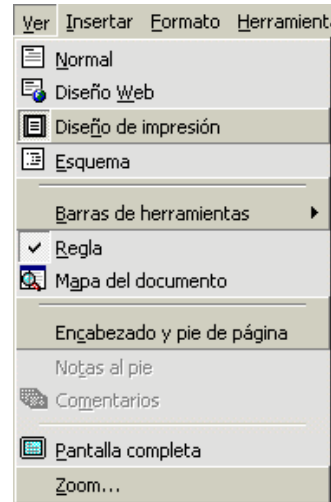 Ver Insertar Formato Herramient
Normal
Diseño Web
Diseño de impresión
Esquema
Barras de herramientas
Regla
Mapa del documento
Encabezado y pie de página
Notas al pie
Comentarios
Pantalla completa
Zoom...